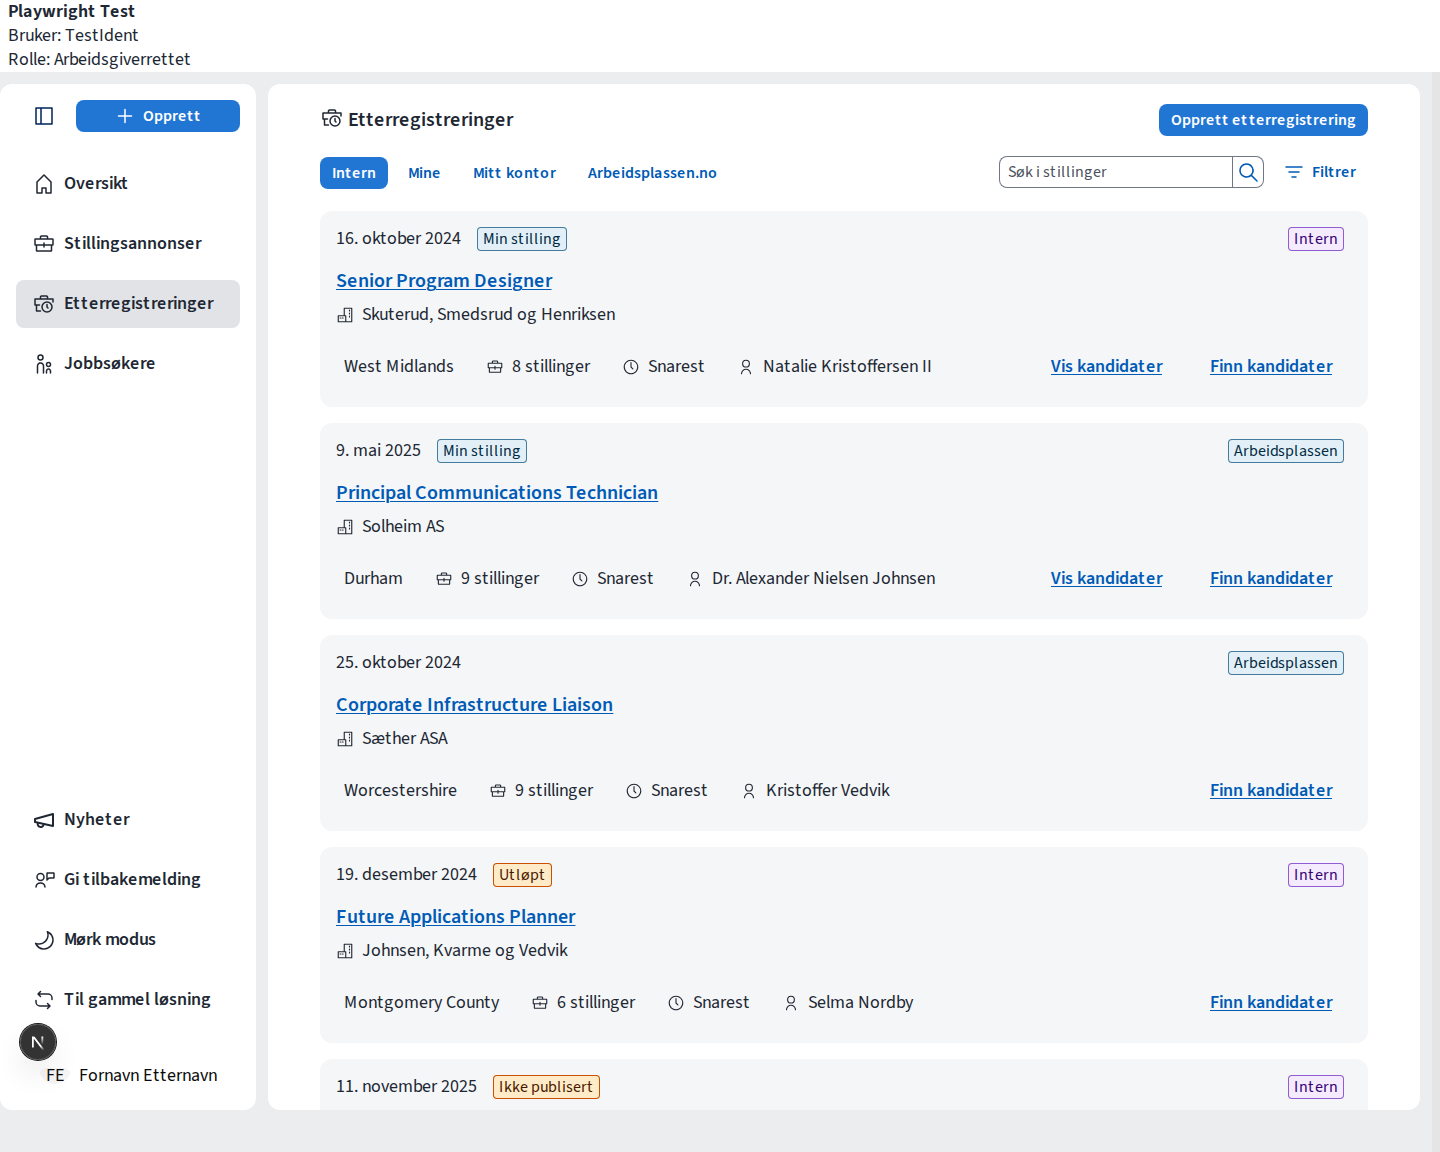 Playwright Test
Bruker: TestIdent
Rolle: Arbeidsgiverrettet
Opprett
Oversikt
Stillingsannonser
Etterregistreringer
Jobbsøkere
Nyheter
Gi tilbakemelding
Mørk modus
Til gammel løsning
N
FE Fornavn Etternavn
Etterregistreringer
Opprett etterregistrering
Intern Mine Mitt kontor Arbeidsplassen.no
Søk i stillinger
Filtrer
16. oktober 2024 Min stilling Intern
Senior Program Designer
Skuterud, Smedsrud og Henriksen
West Midlands 8 stillinger Snarest Natalie Kristoffersen II Vis kandidater Finn kandidater
9. mai 2025 Min stilling Arbeidsplassen
Principal Communications Technician
Solheim AS
Durham 9 stillinger Snarest Dr. Alexander Nielsen Johnsen Vis kandidater Finn kandidater
25. oktober 2024 Arbeidsplassen
Corporate Infrastructure Liaison
Sæther ASA
Worcestershire 9 stillinger Snarest Kristoffer Vedvik Finn kandidater
19. desember 2024 Utløpt Intern
Future Applications Planner
Johnsen, Kvarme og Vedvik
Montgomery County 6 stillinger Snarest Selma Nordby Finn kandidater
11. november 2025 Ikke publisert Intern